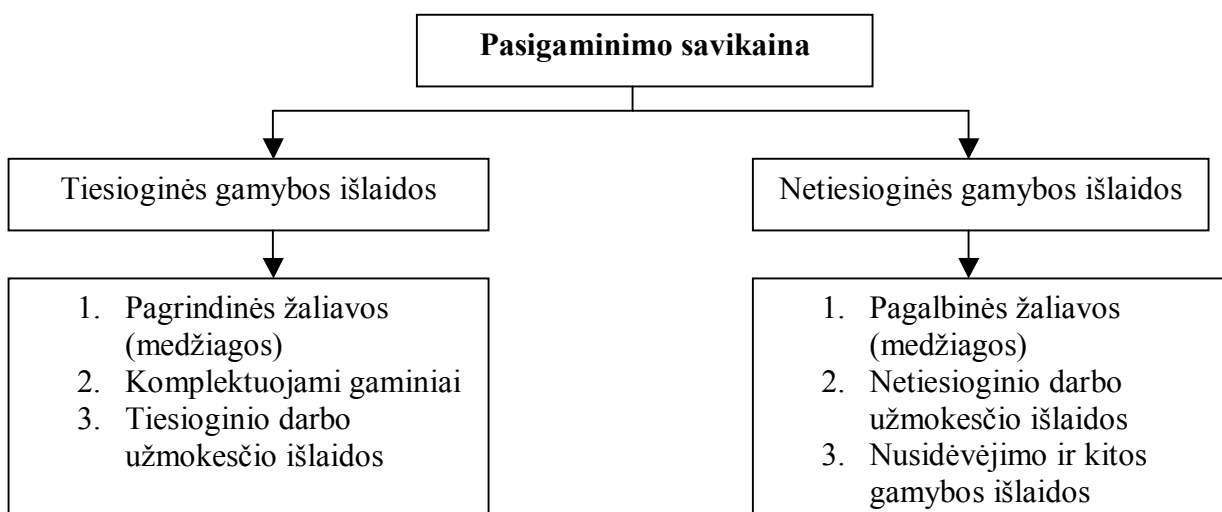 Pasigaminimo savikaina
Tiesioginės gamybos išlaidos
Netiesioginės gamybos išlaidos
1. Pagrindinės žaliavos
(medžiagos)
2. Komplektuojami gaminiai
3. Tiesioginio darbo
užmokesčio išlaidos
1. Pagalbinės žaliavos
(medžiagos)
2. Netiesioginio darbo
užmokesčio išlaidos
3. Nusidėvėjimo ir kitos
gamybos išlaidos